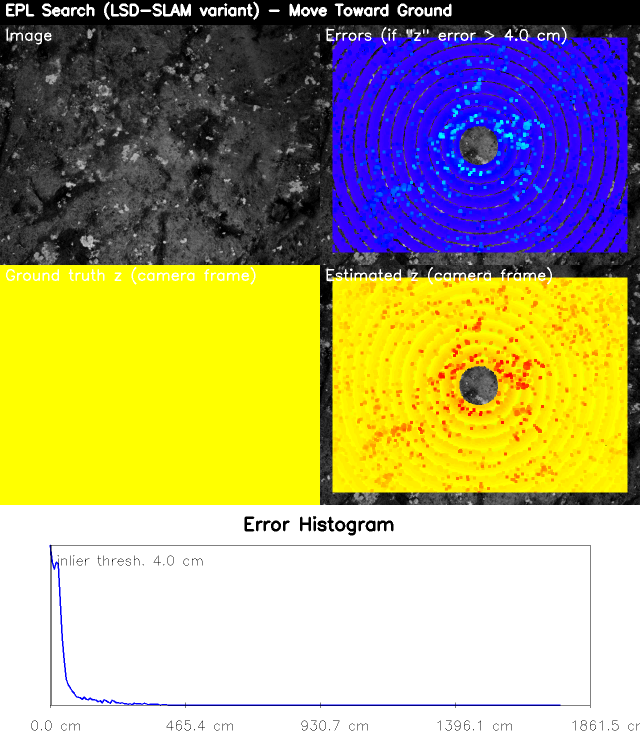 EPL Search (LSD-SLAM variant) - Move Toward Ground
Image
Errors (if "z" error > 4.0 cm)
Ground truth z (camera frame)
Estimated z (camera frame)
Error Histogram
inlier thresh. 4.0 cm
0.0 cm
465.4 cm
930.7 cm
1396.1 cm
1861.5 c